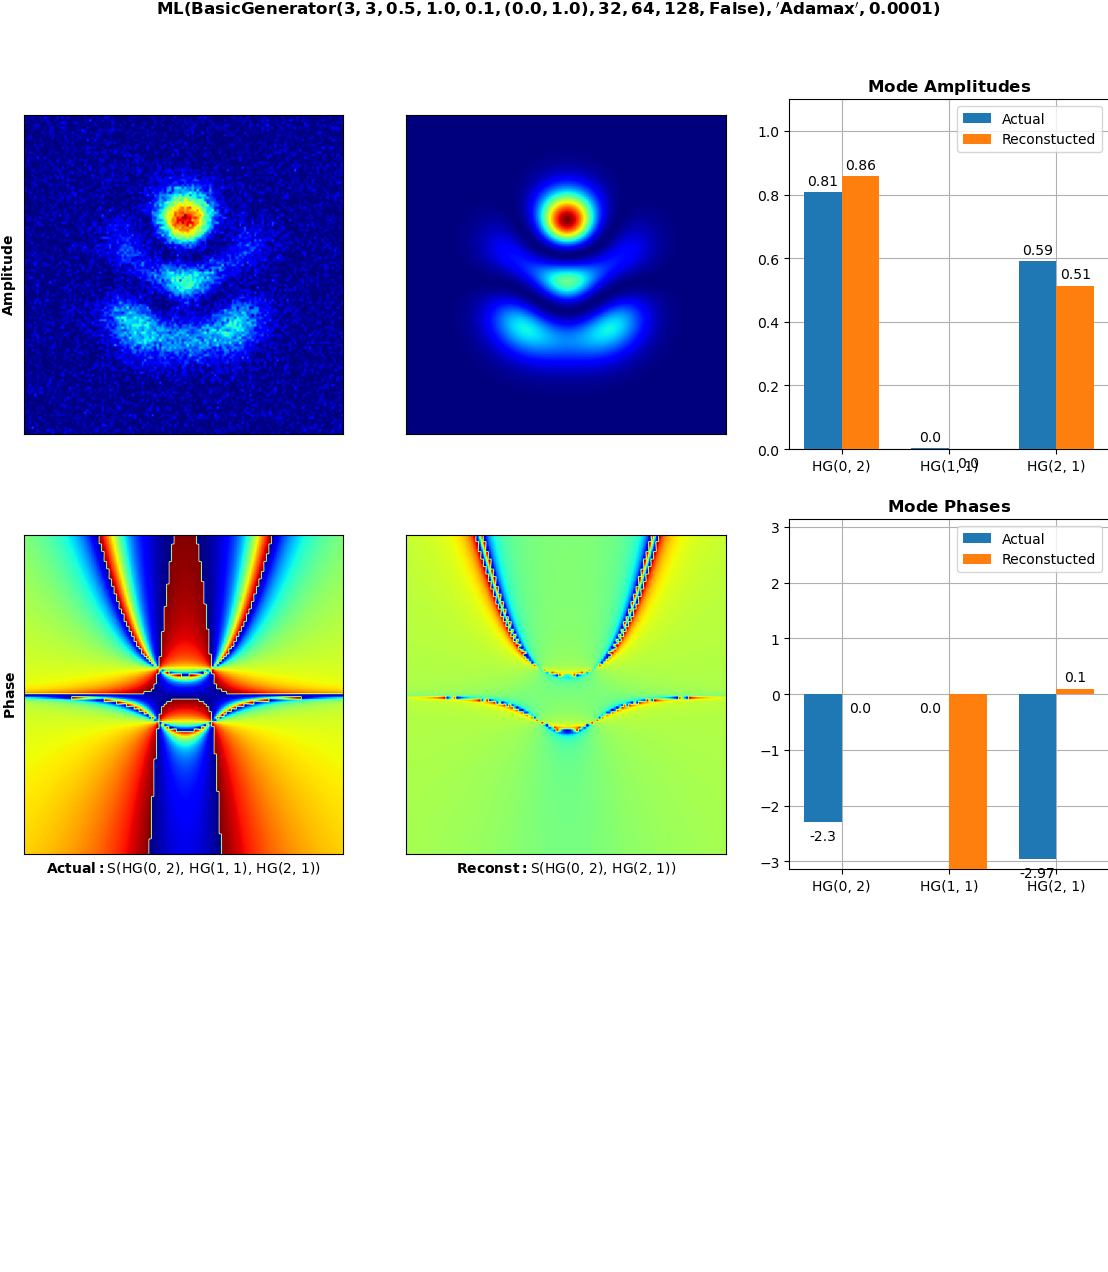 ML(BasicGenerator(3, 3, 0.5, 1.0, 0.1, (0.0, 1.0), 32, 64, 128, False), ′Adamax′, 0.0001)
Amplitude
Mode Amplitudes
Actual
Reconstucted
1.0
0.8
0.6
0.4
0.2
0.0
0.81
0.86
0.0
0.0
0.59
0.51
HG(0, 2)
HG(1, 1)
HG(2, 1)
Phase
Actual: S(HG(0, 2), HG(1, 1), HG(2, 1))
Reconst: S(HG(0, 2), HG(2, 1))
Mode Phases
Actual
Reconstucted
3
2
1
0
−1
−2
−3
-2.3
0.0
0.0
-2.97
0.1
HG(0, 2)
HG(1, 1)
HG(2, 1)